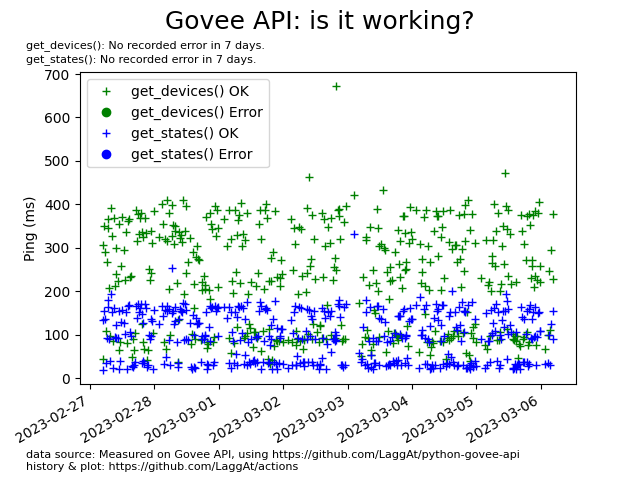 Govee API: is it working?
get_devices(): No recorded error in 7 days.
get_states(): No recorded error in 7 days.
get_devices() OK
get_devices() Error
get_states() OK
get_states() Error
Ping (ms)
700
600
500
400
300
200
100
0
2023-02-27
2023-02-28
2023-03-01
2023-03-02
2023-03-03
2023-03-04
2023-03-05
2023-03-06
data source: Measured on Govee API, using https://github.com/LaggAt/python-govee-api
history & plot: https://github.com/LaggAt/actions